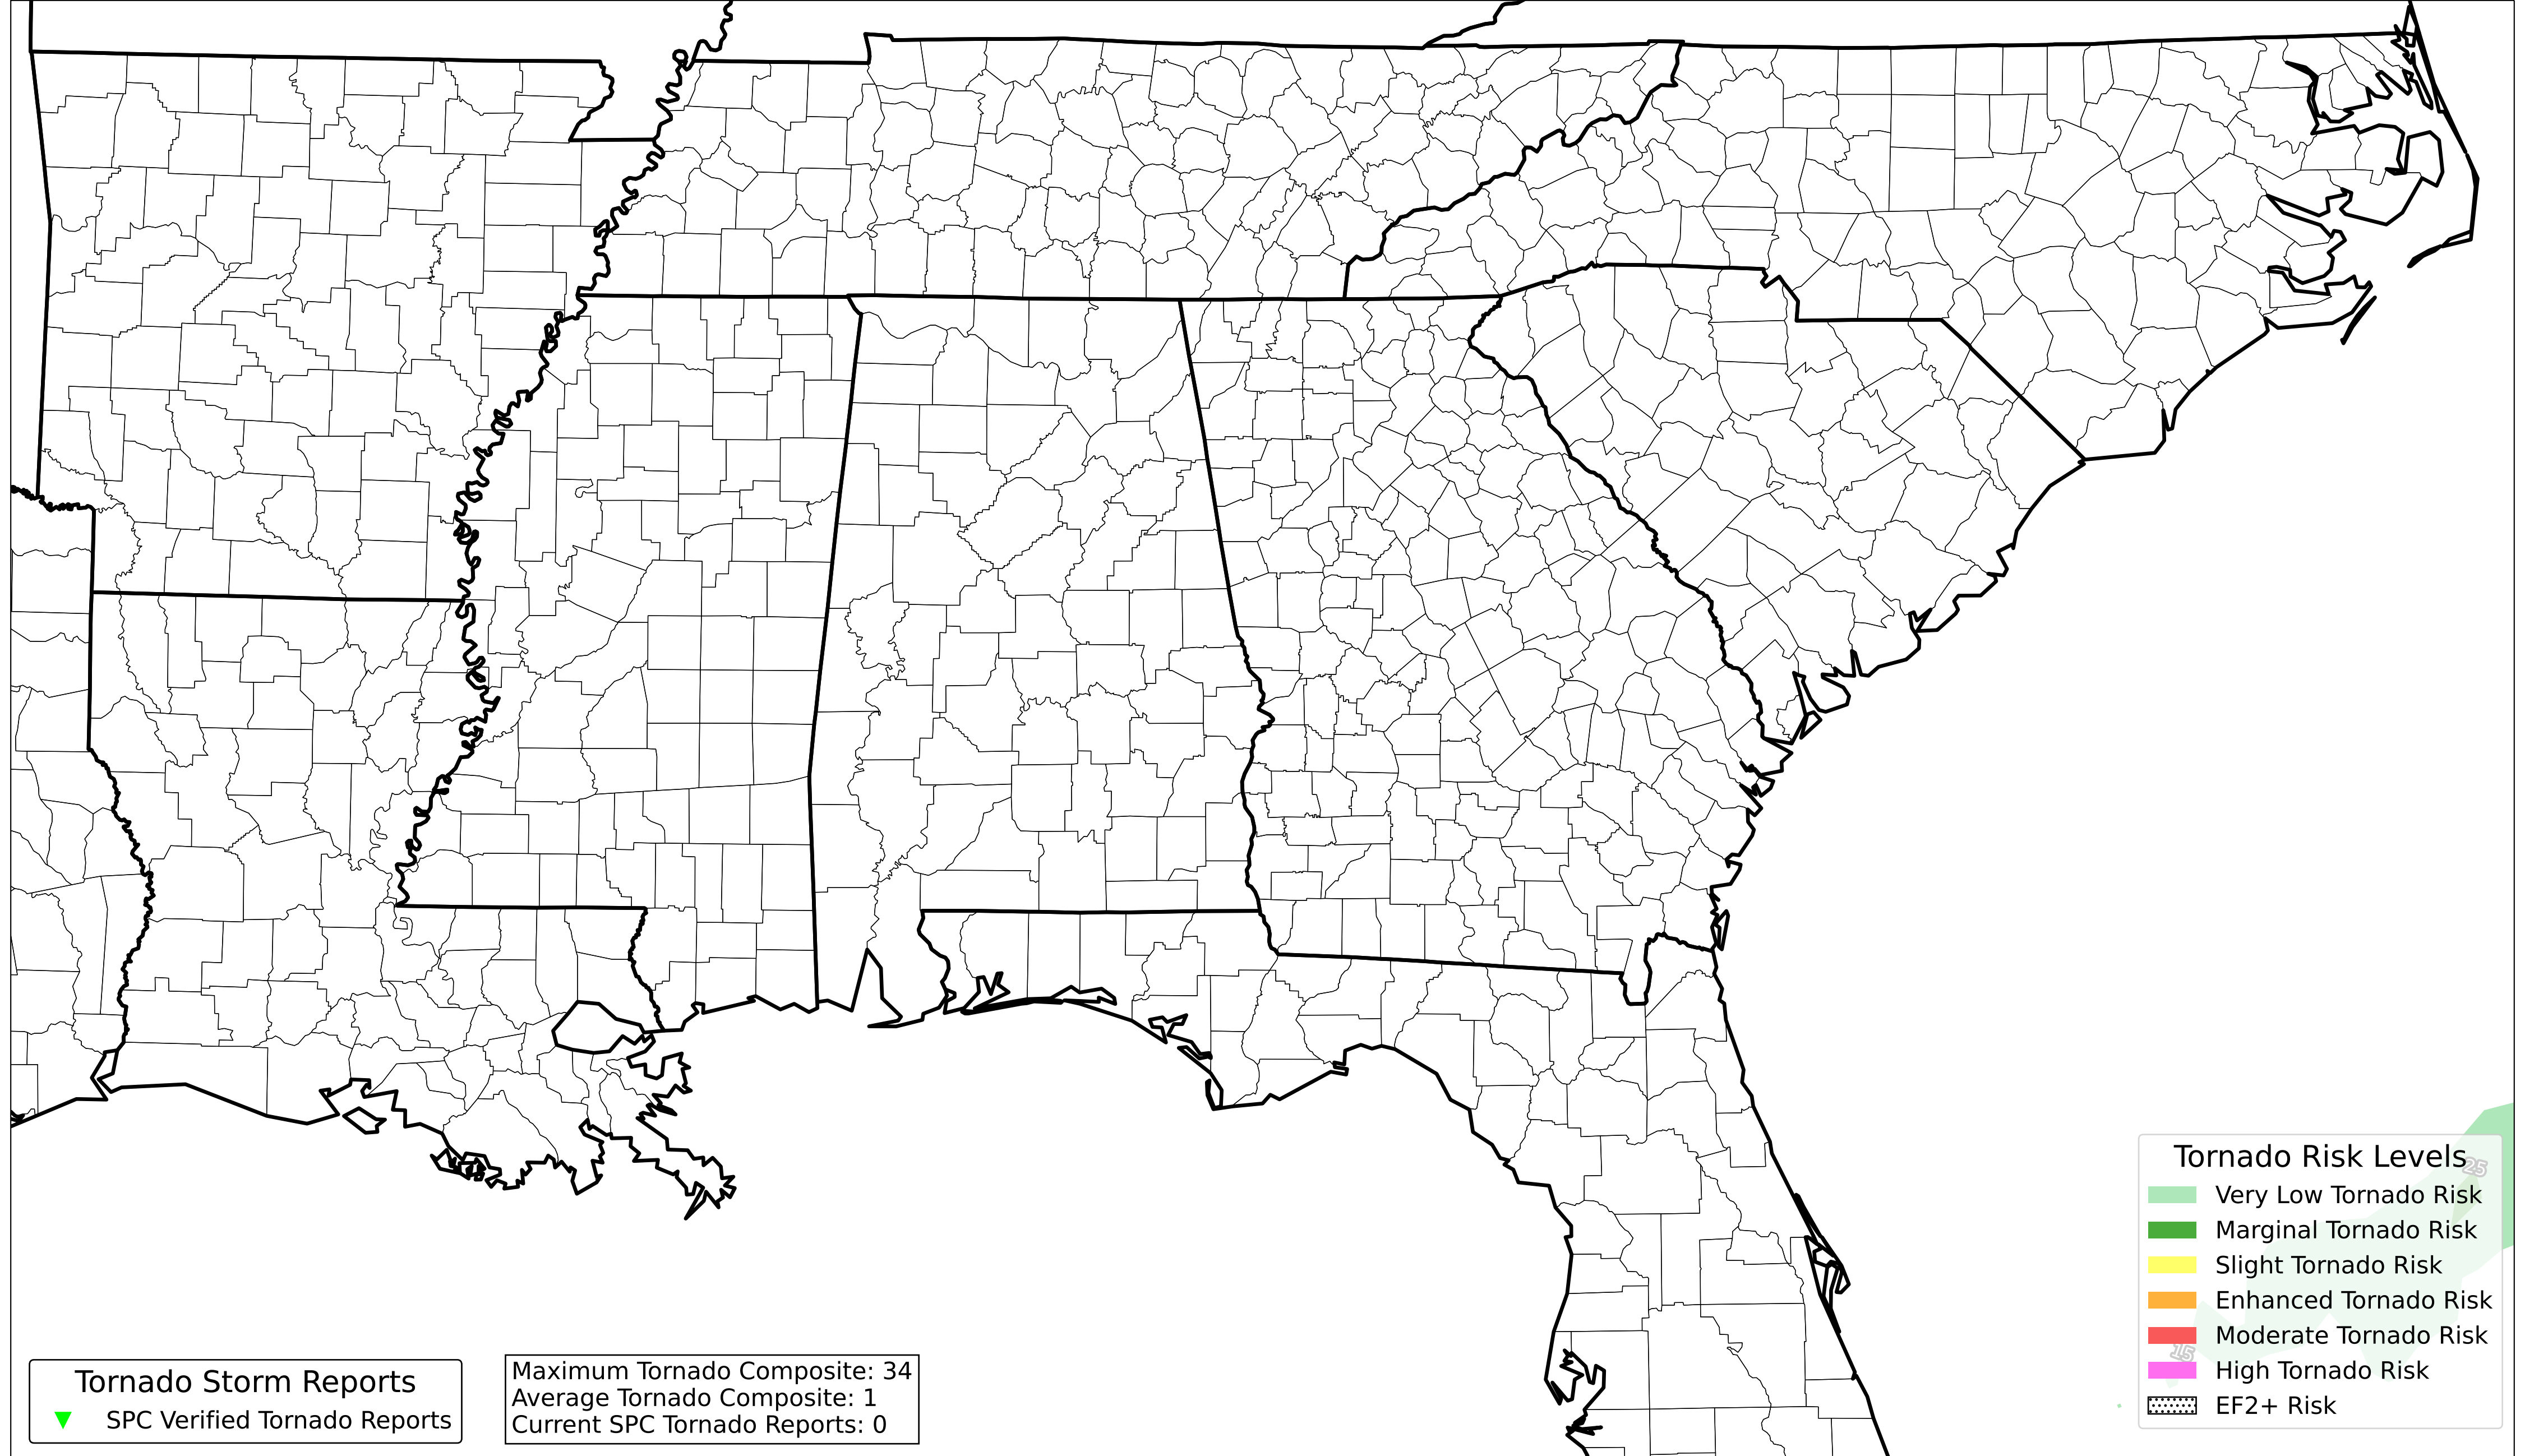 Tornado Risk Levels
25
Very Low Tornado Risk
Marginal Tornado Risk
Slight Tornado Risk
Enhanced Tornado Risk
Moderate Tornado Risk
15
High Tornado Risk
EF2+ Risk
Tornado Storm Reports
SPC Verified Tornado Reports
Maximum Tornado Composite: 34
Average Tornado Composite: 1
Current SPC Tornado Reports: 0